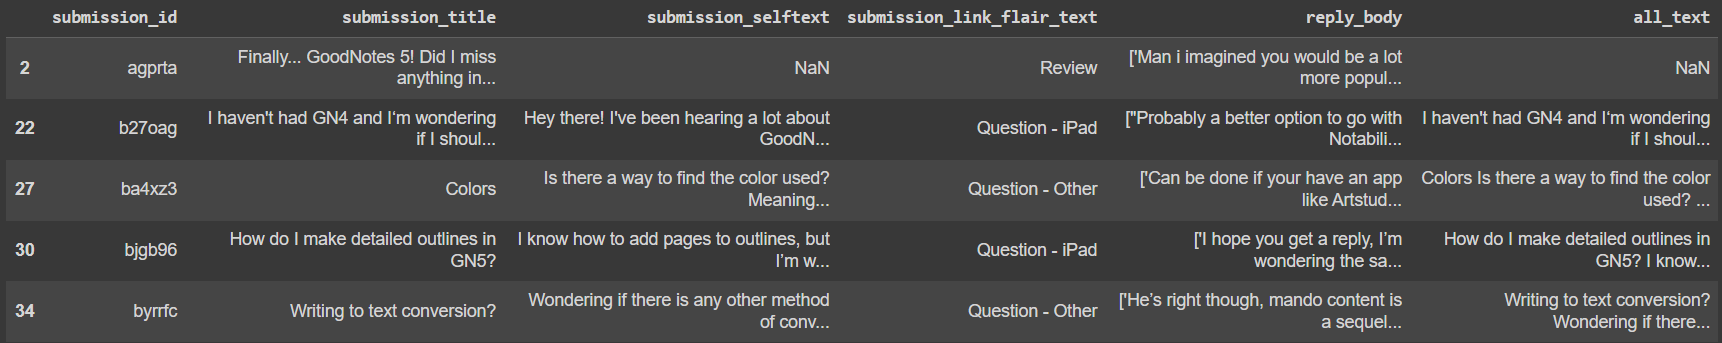 submission_id submission_title submission_selftext submission_link_flair_text reply_body all_text
2 agprta Finally... GoodNotes 5! Did I miss anything in... NaN Review ['Man i imagined you would be a lot more popul... NaN
22 b27oag I haven't had GN4 and I‘m wondering if I shoul... Hey there! I've been hearing a lot about GoodN... Question - iPad ["Probably a better option to go with Notabili... I haven't had GN4 and I‘m wondering if I shoul...
27 ba4xz3 Colors Is there a way to find the color used? Meaning... Question - Other ['Can be done if your have an app like Artstud... Colors Is there a way to find the color used? ...
30 bjgb96 How do I make detailed outlines in GN5? I know how to add pages to outlines, but I’m w... Question - iPad ['I hope you get a reply, I’m wondering the sa... How do I make detailed outlines in GN5? I know...
34 byrrfc Writing to text conversion? Wondering if there is any other method of conv... Question - Other ['He’s right though, mando content is a sequel... Writing to text conversion? Wondering if there...